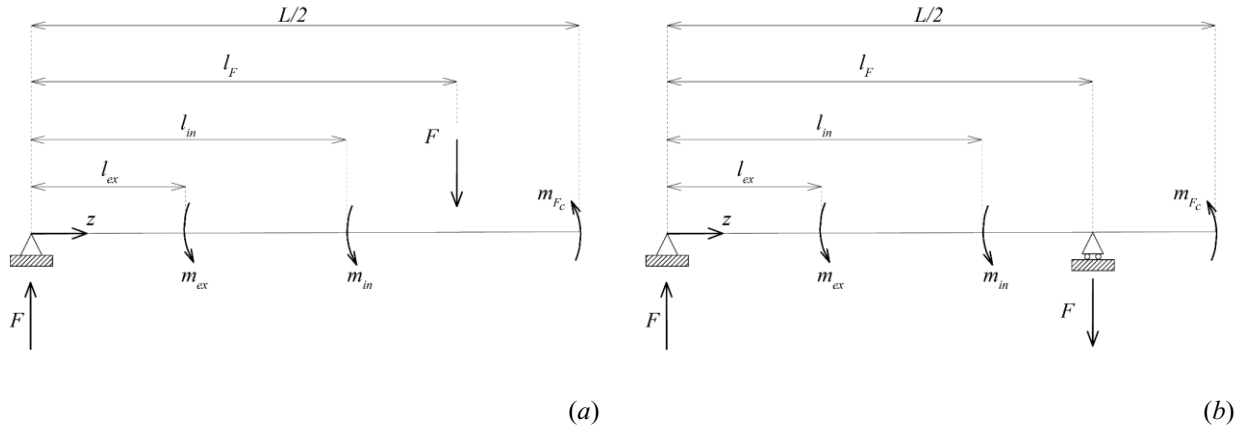 L/2
l_F
l_in
F
l_ex
m_Fc
z
m_ex
m_in
F
(a)
L/2
l_F
l_in
l_ex
m_Fc
z
m_ex
m_in
F
F
(b)